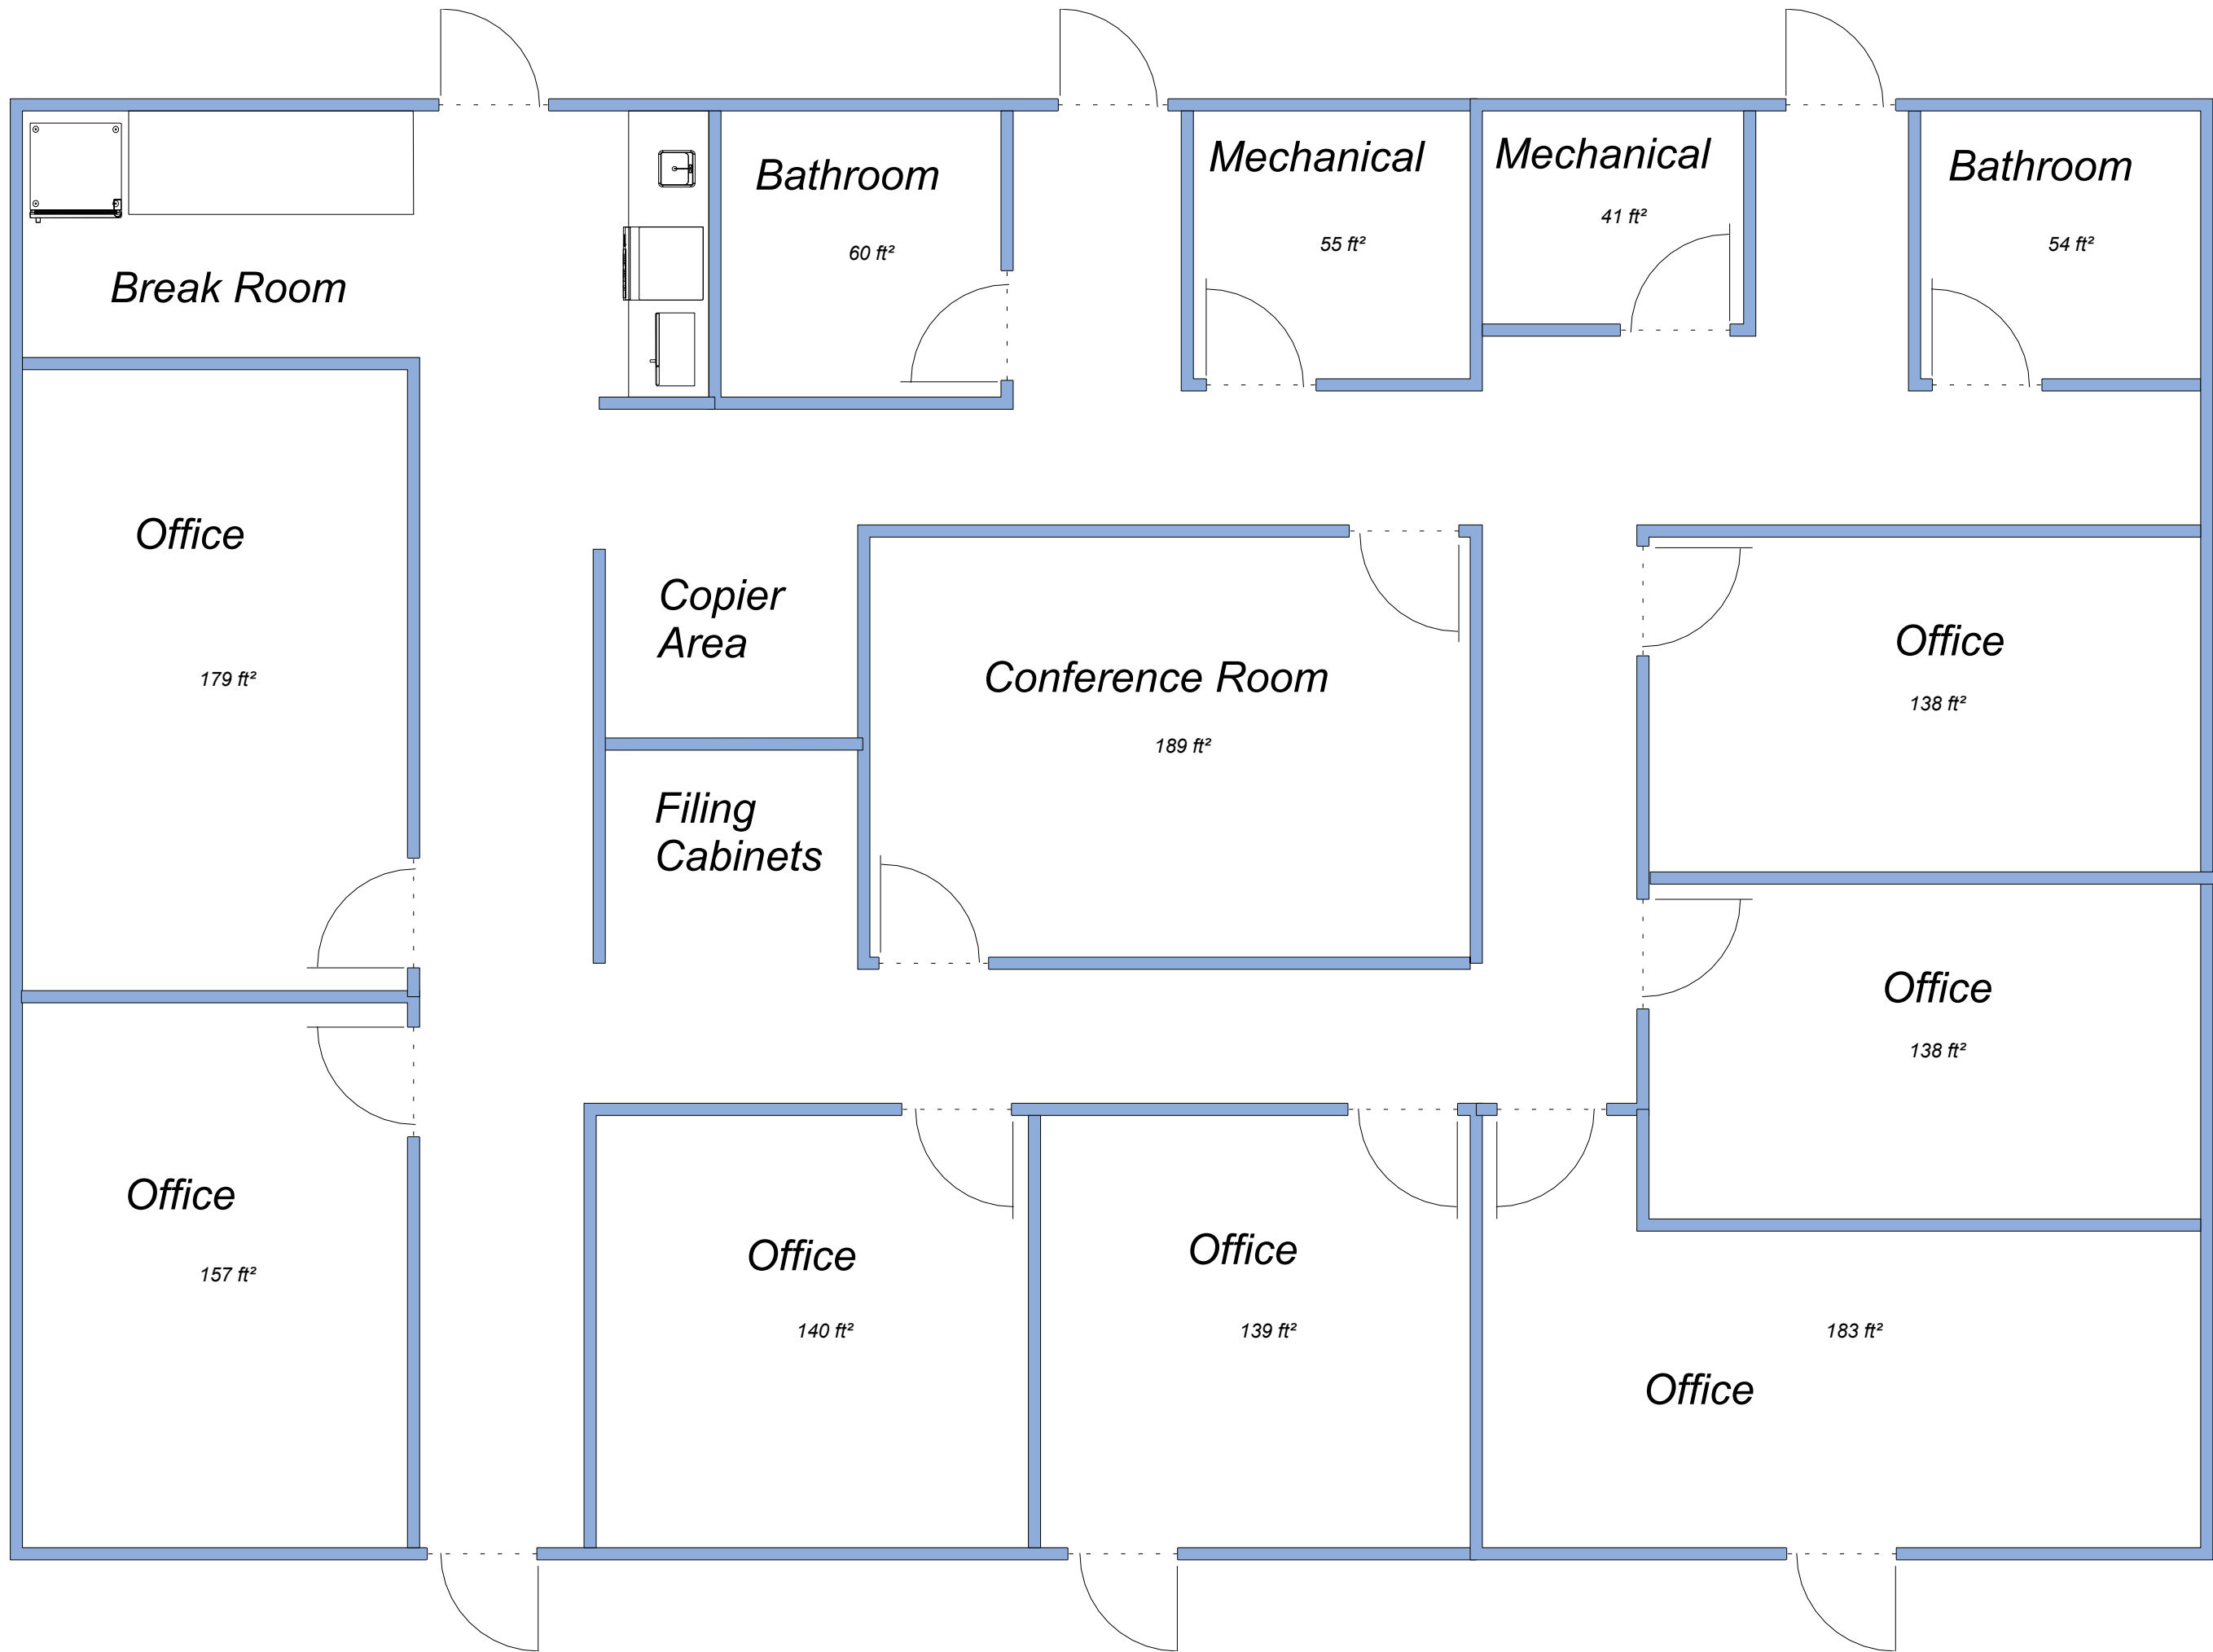 Bathroom
60 ft²
Mechanical
55 ft²
Mechanical
41 ft²
Bathroom
54 ft²
Break Room
Office
179 ft²
Copier
Area
Conference Room
189 ft²
Office
138 ft²
Filing
Cabinets
Office
138 ft²
Office
157 ft²
Office
140 ft²
Office
139 ft²
183 ft²
Office